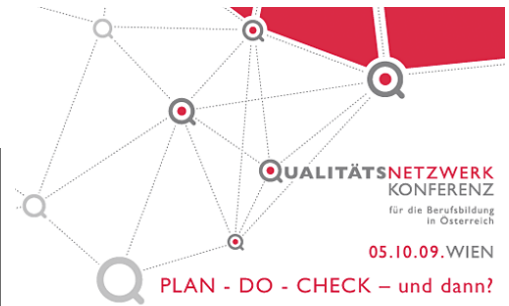 QUALITÄTSNETZWERK
KONFERENZ
für die Berufsbildung
in Österreich
05.10.09.WIEN
PLAN - DO - CHECK – und dann?